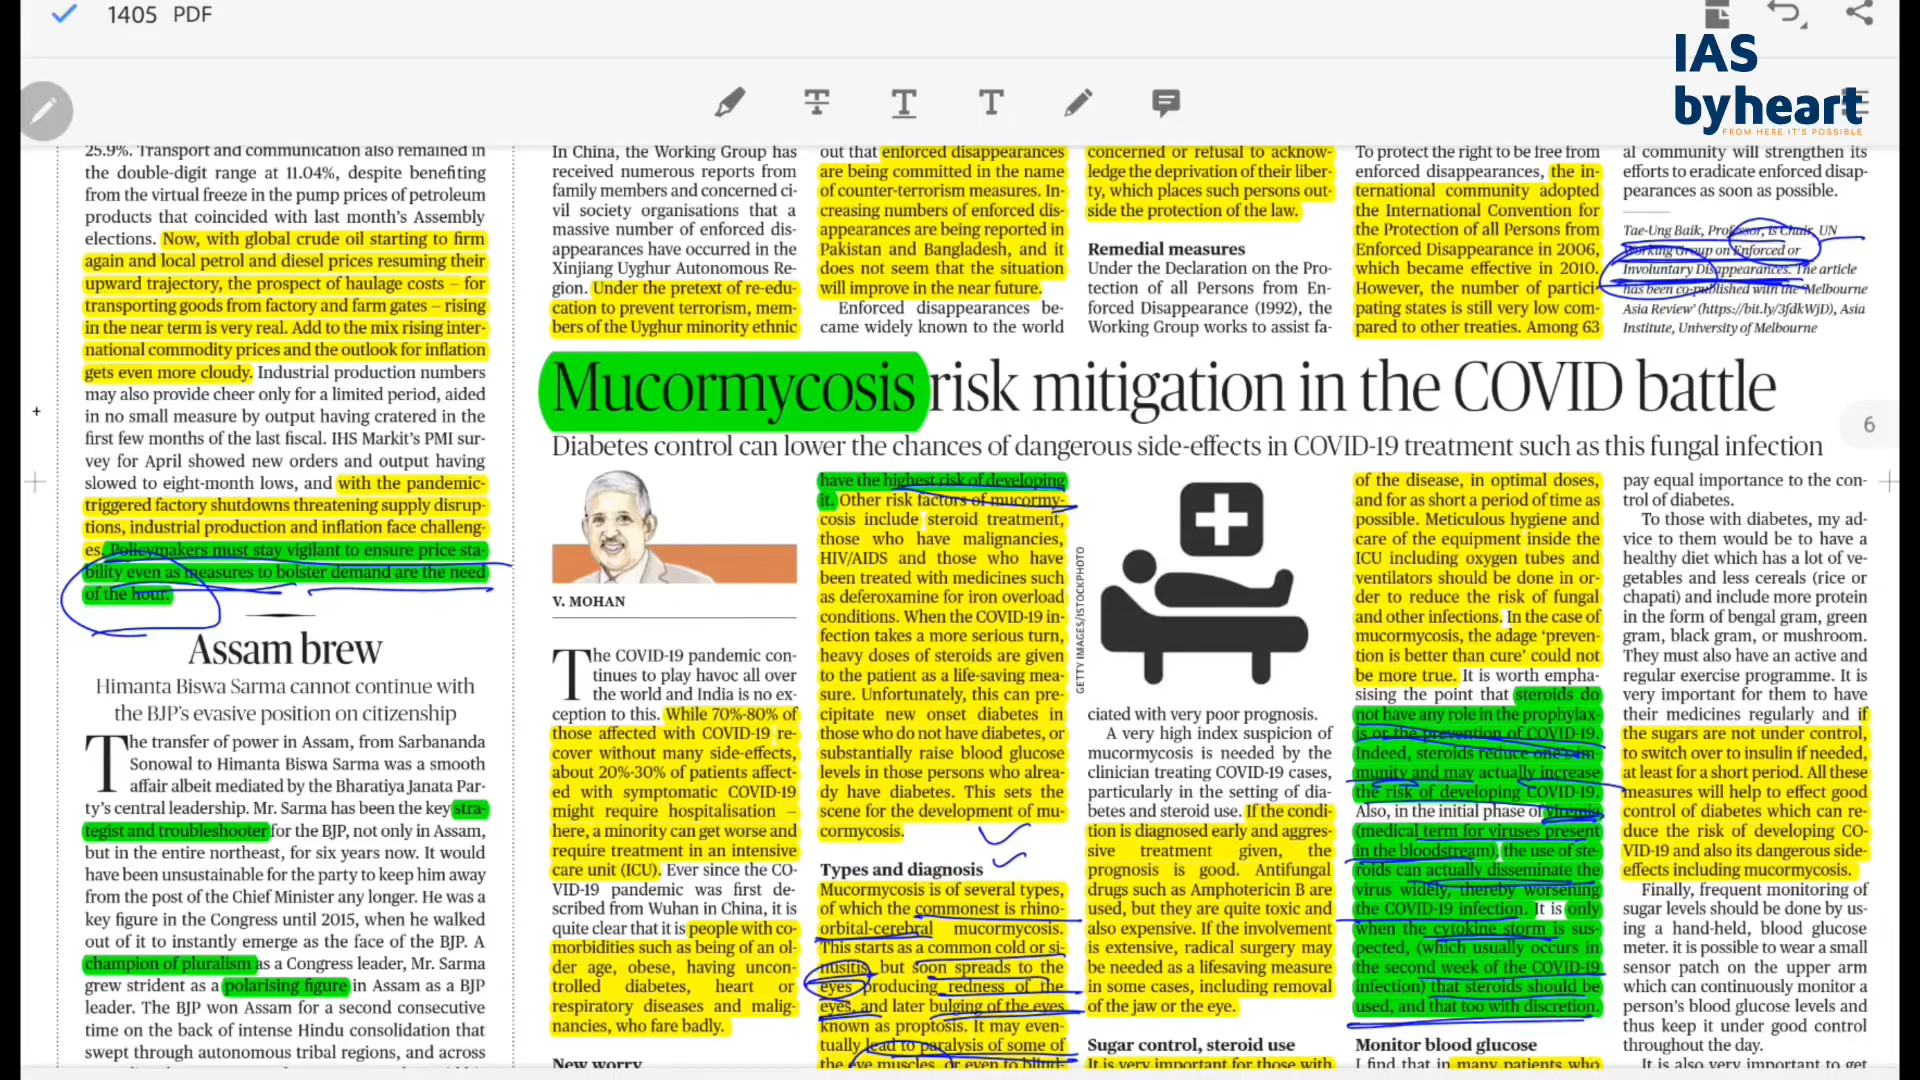 1405 PDF
IAS
byheart
FROM HERE IT'S POSSIBLE
25.9%. Transport and communication also remained in
the double-digit range at 11.04%, despite benefiting
from the virtual freeze in the pump prices of petroleum
products that coincided with last month's Assembly
elections. Now, with global crude oil starting to firm
again and local petrol and diesel prices resuming their
upward trajectory, the prospect of haulage costs – for
transporting goods from factory and farm gates – rising
in the near term is very real. Add to the mix rising inter-
national commodity prices and the outlook for inflation
gets even more cloudy. Industrial production numbers
may also provide cheer only for a limited period, aided
in no small measure by output having cratered in the
first few months of the last fiscal. IHS Markit's PMI sur-
vey for April showed new orders and output having
slowed to eight-month lows, and with the pandemic-
triggered factory shutdowns threatening supply disrup-
tions, industrial production and inflation face challeng-
es. Policymakers must stay vigilant to ensure price sta-
bility even as measures to bolster demand are the need
of the hour.
Assam brew
Himanta Biswa Sarma cannot continue with
the BJP's evasive position on citizenship
The transfer of power in Assam, from Sarbananda
Sonowal to Himanta Biswa Sarma was a smooth
affair albeit mediated by the Bharatiya Janata Par-
ty's central leadership. Mr. Sarma has been the key stra-
tegist and troubleshooter for the BJP, not only in Assam,
but in the entire northeast, for six years now. It would
have been unsustainable for the party to keep him away
from the post of the Chief Minister any longer. He was a
key figure in the Congress until 2015, when he walked
out of it to instantly emerge as the face of the BJP. A
champion of pluralism as a Congress leader, Mr. Sarma
grew strident as a polarising figure in Assam as a BJP
leader. The BJP won Assam for a second consecutive
time on the back of intense Hindu consolidation that
swept through autonomous tribal regions, and across
In China, the Working Group has
received numerous reports from
family members and concerned ci-
vil society organisations that a
massive number of enforced dis-
appearances have occurred in the
Xinjiang Uyghur Autonomous Re-
gion. Under the pretext of re-edu-
cation to prevent terrorism, mem-
bers of the Uyghur minority ethnic
out that enforced disappearances
are being committed in the name
of counter-terrorism measures. In-
creasing numbers of enforced dis-
appearances are being reported in
Pakistan and Bangladesh, and it
does not seem that the situation
will improve in the near future.
Enforced disappearances be-
came widely known to the world
concerned or refusal to acknow-
ledge the deprivation of their liber-
ty, which places such persons out-
side the protection of the law.
Remedial measures
Under the Declaration on the Pro-
tection of all Persons from En-
forced Disappearance (1992), the
Working Group works to assist fa-
To protect the right to be free from
enforced disappearances, the in-
ternational community adopted
the International Convention for
the Protection of All Persons from
Enforced Disappearance in 2006,
which became effective in 2010.
However, the number of partici-
pating states is still very low com-
pared to other treaties. Among 63
al community will strengthen its
efforts to eradicate enforced disap-
pearances as soon as possible.
Tae-Ung Baik, Professor, is Chair, UN
Working Group on Enforced or
Involuntary Disappearances. The article
has been co-published with the 'Melbourne
Asia Review' (https://bit.ly/3fdkWjD), Asia
Institute, University of Melbourne
Mucormycosis risk mitigation in the COVID battle
6
Diabetes control can lower the chances of dangerous side-effects in COVID-19 treatment such as this fungal infection
V. MOHAN
The COVID-19 pandemic con-
tinues to play havoc all over
the world and India is no ex-
ception to this. While 70%-80% of
those affected with COVID-19 re-
cover without many side-effects,
about 20%-30% of patients affect-
ed with symptomatic COVID-19
might require hospitalisation –
here, a minority can get worse and
require treatment in an intensive
care unit (ICU). Ever since the CO-
VID-19 pandemic was first de-
scribed from Wuhan in China, it is
quite clear that it is people with co-
morbidities such as being of an ol-
der age, obese, having uncon-
trolled diabetes, heart or
respiratory diseases and malig-
nancies, who fare badly.
New worry
have the highest risk of developing
it. Other risk factors of mucormy-
cosis include steroid treatment,
those who have malignancies,
HIV/AIDS and those who have
been treated with medicines such
as deferoxamine for iron overload
conditions. When the COVID-19 in-
fection takes a more serious turn,
heavy doses of steroids are given
to the patient as a life-saving mea-
sure. Unfortunately, this can pre-
cipitate new onset diabetes in
those who do not have diabetes, or
substantially raise blood glucose
levels in those persons who alrea-
dy have diabetes. This sets the
scene for the development of mu-
cormycosis.
Types and diagnosis
Mucormycosis is of several types,
of which the commonest is rhino-
orbital-cerebral mucormycosis.
This starts as a common cold or si-
nusitis, but soon spreads to the
eyes producing redness of the
eyes, and later bulging of the eyes
known as proptosis. It may even-
tually lead to paralysis of some of
the eye muscles, or even to blind-
GETTY IMAGES/ISTOCKPHOTO
ciated with very poor prognosis.
A very high index suspicion of
mucormycosis is needed by the
clinician treating COVID-19 cases,
particularly in the setting of dia-
betes and steroid use. If the condi-
tion is diagnosed early and aggres-
sive treatment given, the
prognosis is good. Antifungal
drugs such as Amphotericin B are
used, but they are quite toxic and
also expensive. If the involvement
is extensive, radical surgery may
be needed as a lifesaving measure
in some cases, including removal
of the jaw or the eye.
Sugar control, steroid use
It is very important for those with
of the disease, in optimal doses,
and for as short a period of time as
possible. Meticulous hygiene and
care of the equipment inside the
ICU including oxygen tubes and
ventilators should be done in or-
der to reduce the risk of fungal
and other infections. In the case of
mucormycosis, the adage 'preven-
tion is better than cure' could not
be more true. It is worth empha-
sising the point that steroids do
not have any role in the prophylax-
is or the prevention of COVID-19.
Indeed, steroids reduce one's im-
munity and may actually increase
the risk of developing COVID-19.
Also, in the initial phase of viremia
(medical term for viruses present
in the bloodstream), the use of ste-
roids can actually disseminate the
virus widely, thereby worsening
the COVID-19 infection. It is only
when the cytokine storm is sus-
pected, (which usually occurs in
the second week of the COVID-19
infection) that steroids should be
used, and that too with discretion.
Monitor blood glucose
I find that in many patients who
pay equal importance to the con-
trol of diabetes.
To those with diabetes, my ad-
vice to them would be to have a
healthy diet which has a lot of ve-
getables and less cereals (rice or
chapati) and include more protein
in the form of bengal gram, green
gram, black gram, or mushroom.
They must also have an active and
regular exercise programme. It is
very important for them to have
their medicines regularly and if
the sugars are not under control,
to switch over to insulin if needed,
at least for a short period. All these
measures will help to effect good
control of diabetes which can re-
duce the risk of developing CO-
VID-19 and also its dangerous side-
effects including mucormycosis.
Finally, frequent monitoring of
sugar levels should be done by us-
ing a hand-held, blood glucose
meter. it is possible to wear a small
sensor patch on the upper arm
which can continuously monitor a
person's blood glucose levels and
thus keep it under good control
throughout the day.
It is also very important to get